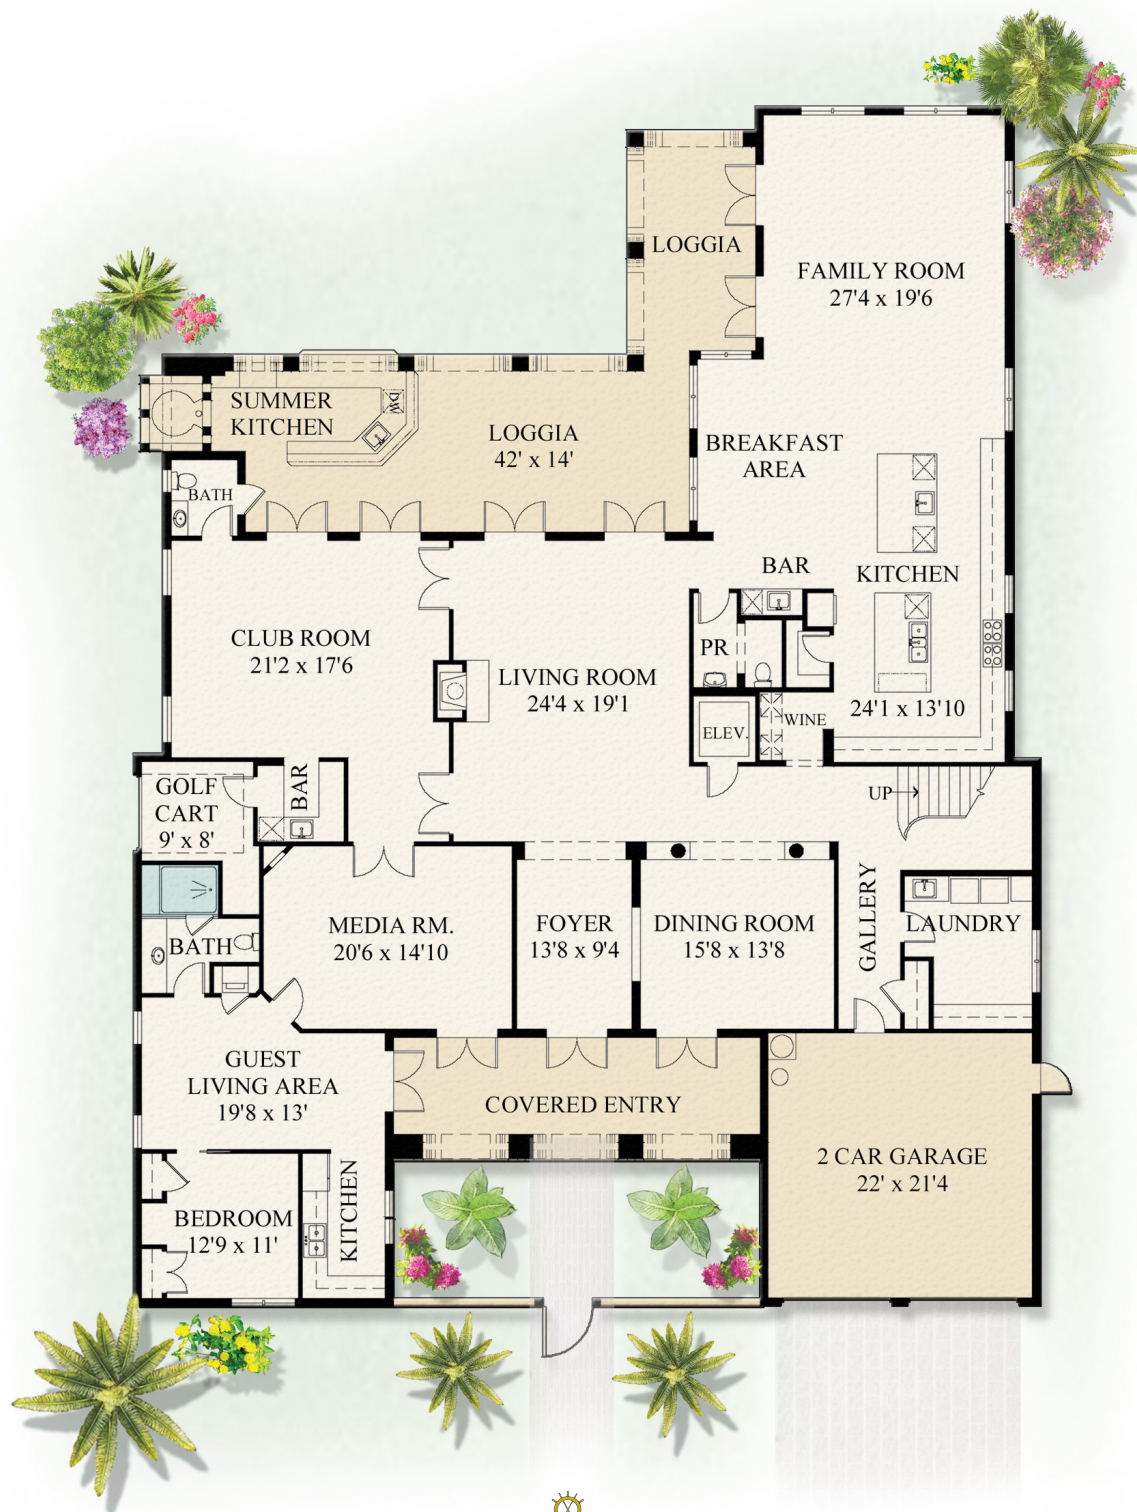 LOGGIA
FAMILY ROOM
27'4 x 19'6
SUMMER
KITCHEN
D\W
LOGGIA
42' x 14'
BREAKFAST
AREA
BATH
BAR
KITCHEN
24'1 x 13'10
CLUB ROOM
21'2 x 17'6
LIVING ROOM
24'4 x 19'1
PR
ELEV.
WINE
GOLF
CART
9' x 8'
BAR
UP
MEDIA RM.
20'6 x 14'10
FOYER
13'8 x 9'4
DINING ROOM
15'8 x 13'8
GALLERY
LAUNDRY
BATH
GUEST
LIVING AREA
19'8 x 13'
COVERED ENTRY
2 CAR GARAGE
22' x 21'4
BEDROOM
12'9 x 11'
KITCHEN